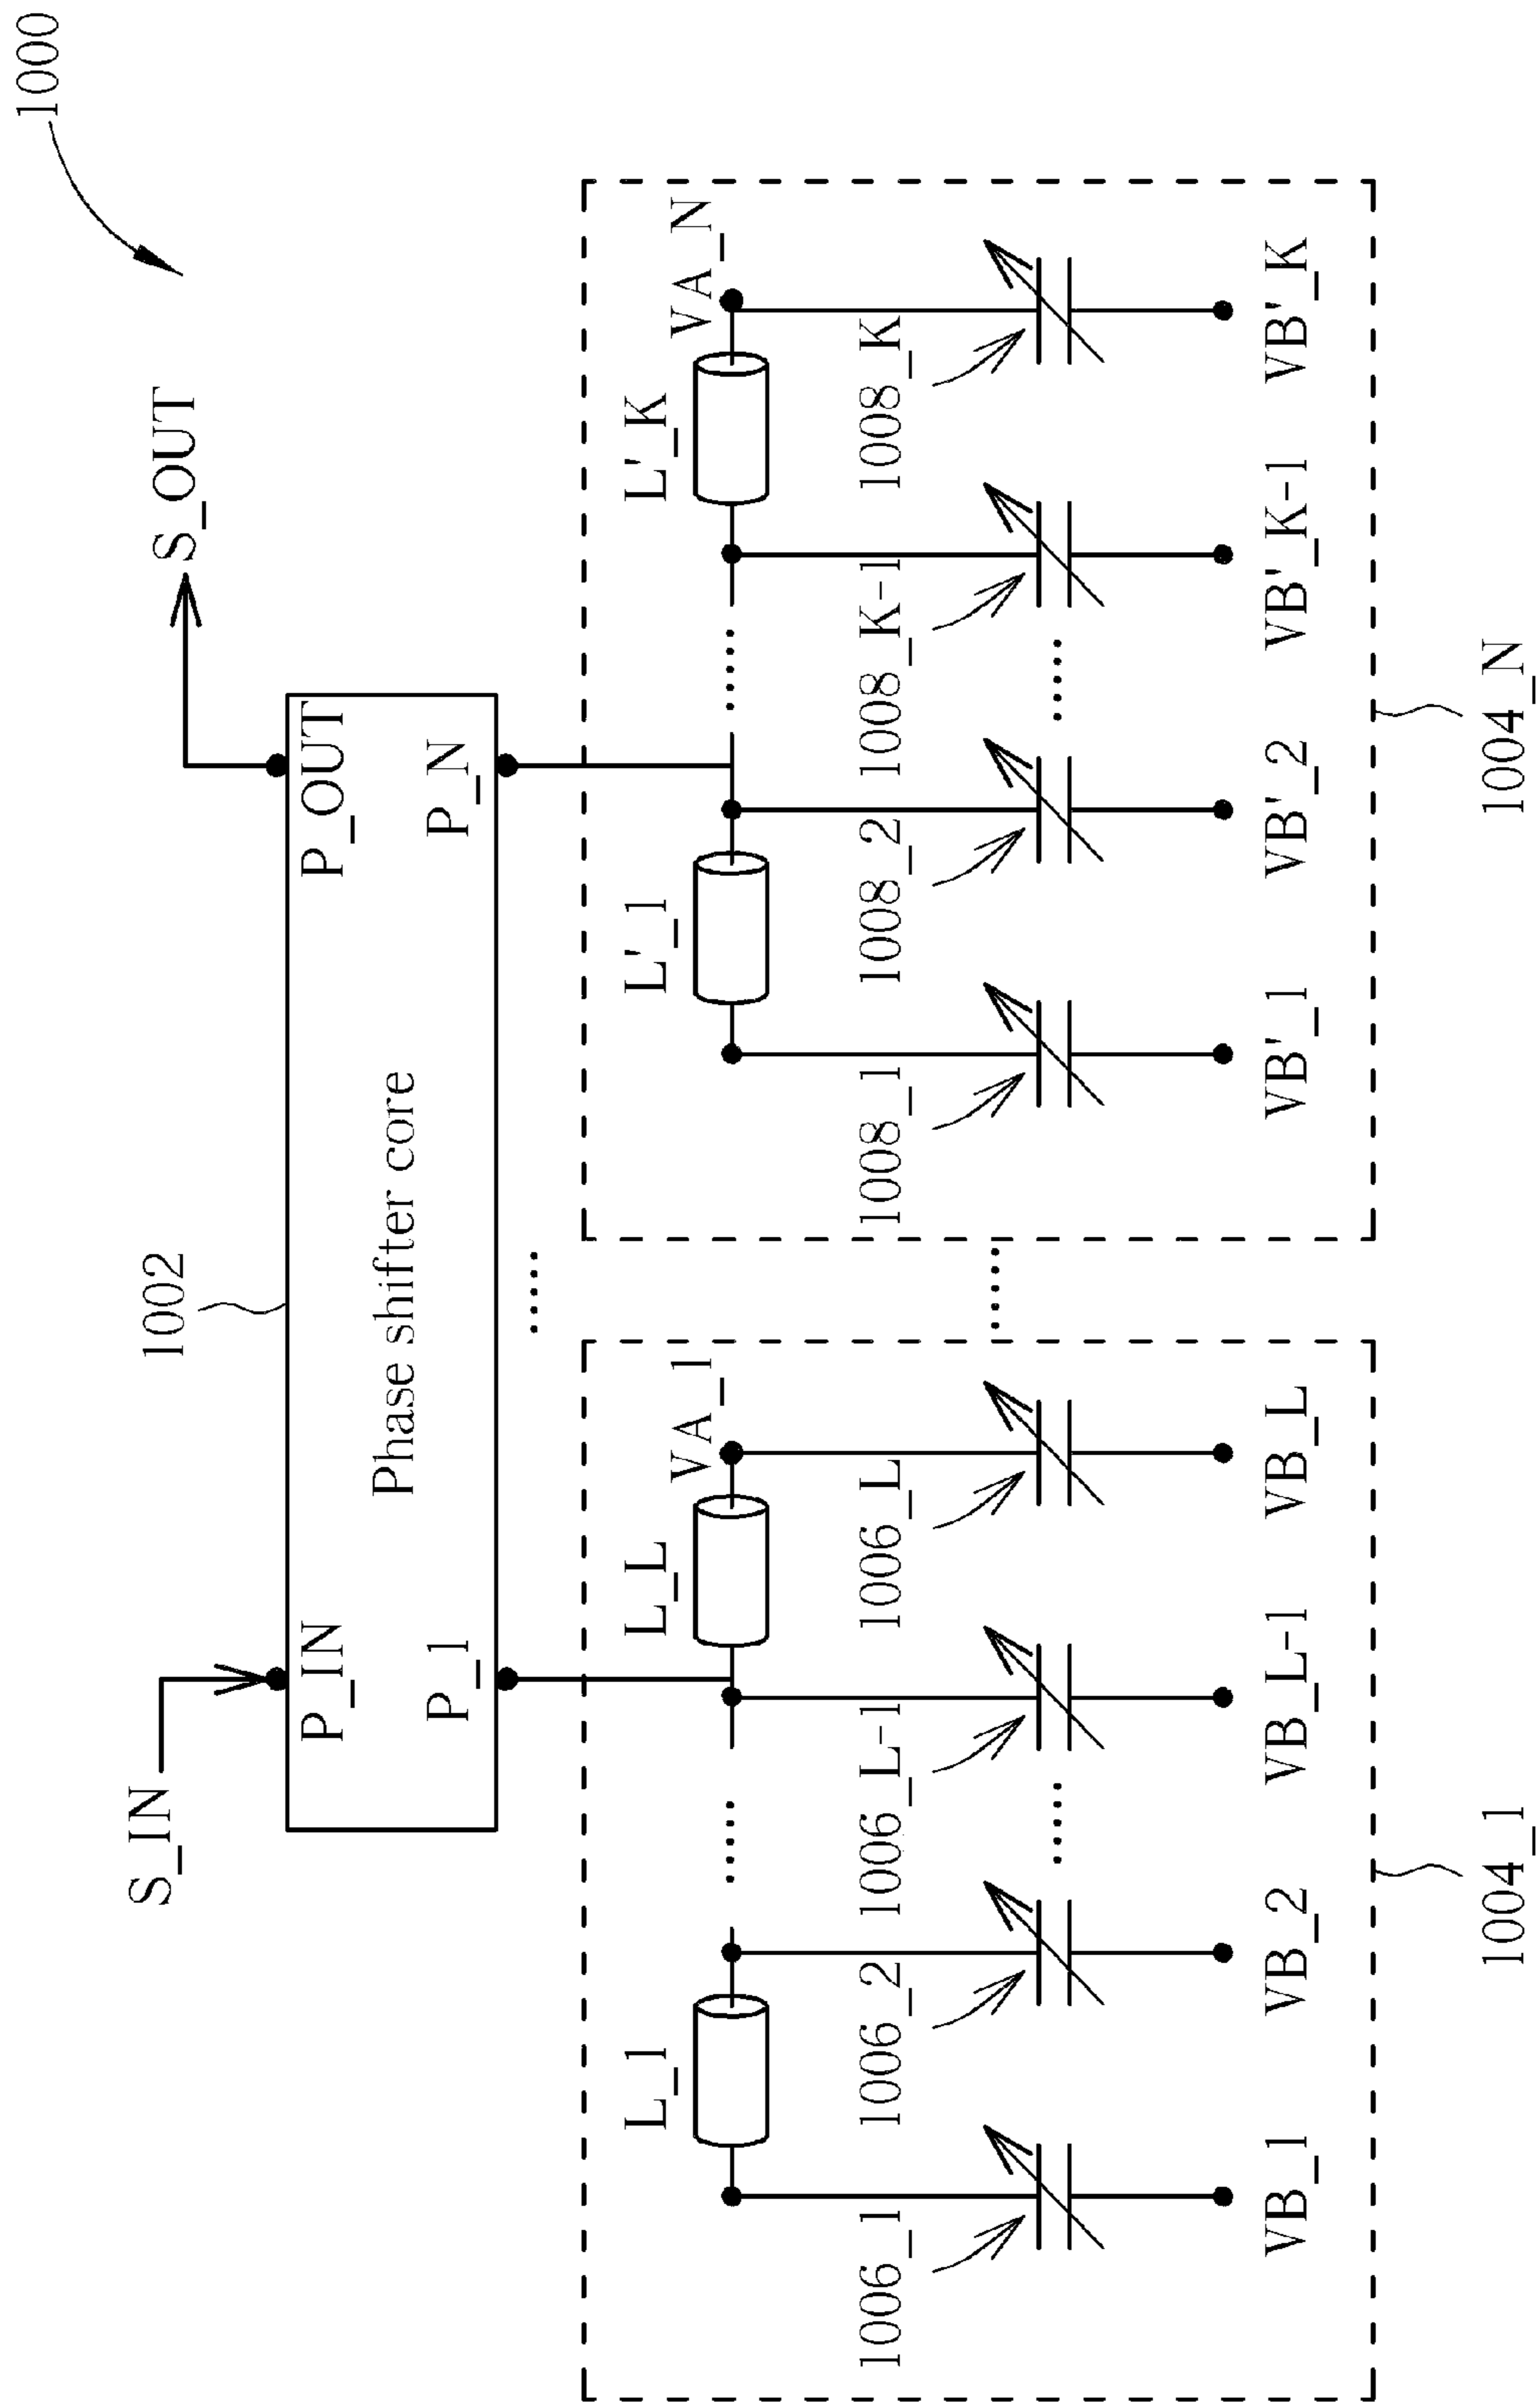 1000
S_IN
1002
S_OUT
P_IN
P_OUT
Phase shifter core
P_1
P_N
L_1
L_L
VA_1
L'_1
L'_K
VA_N
1006_1
1006_2
1006_L-1
1006_L
1008_1
1008_2
1008_K-1
1008_K
VB_1
VB_2
VB_L-1
VB_L
VB'_1
VB'_2
VB'_K-1
VB'_K
1004_1
1004_N